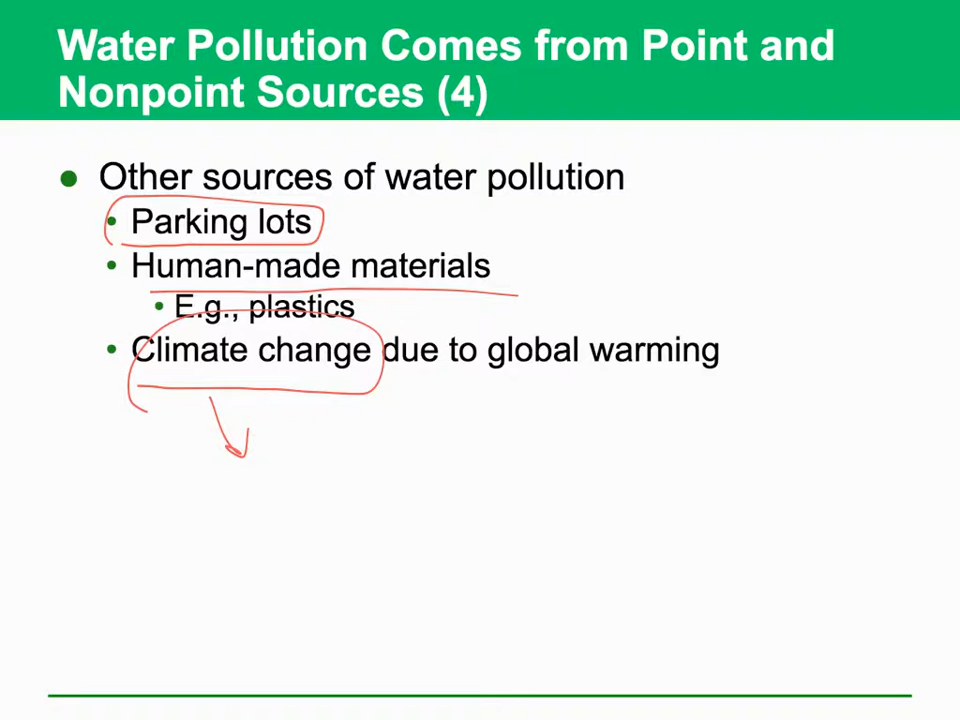 Water Pollution Comes from Point and
Nonpoint Sources (4)
● Other sources of water pollution
• Parking lots
• Human-made materials
• E.g., plastics
• Climate change due to global warming